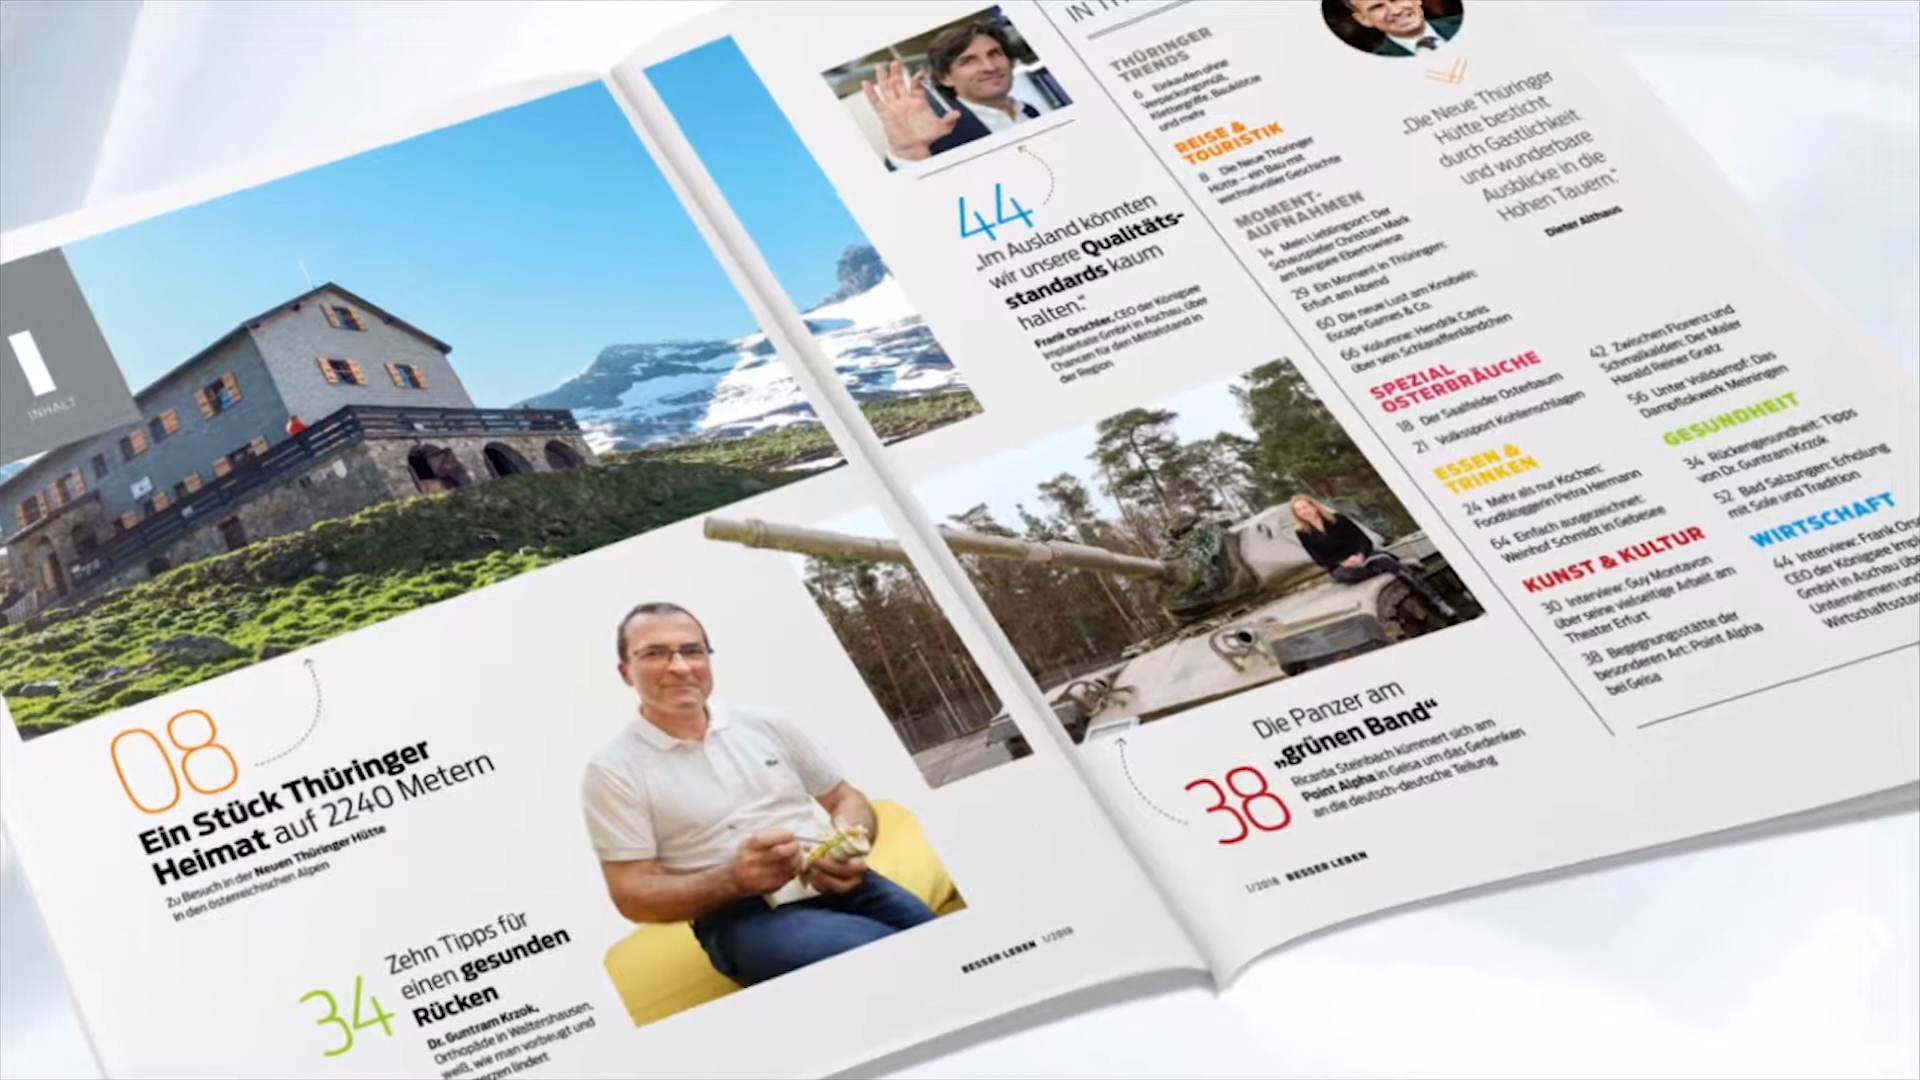 INHALT
08
Ein Stück Thüringer
Heimat auf 2240 Metern
Zu Besuch in der Neuen Thüringer Hütte
in den österreichischen Alpen
34
Zehn Tipps für
einen gesunden
Rücken
Dr. Guntram Krzok,
Orthopäde in Waltershausen,
weiß, wie man vorbeugt und
lindert
BESSER LEBEN 1/2018
44
„Im Ausland könnten
wir unsere Qualitäts-
standards kaum
halten.“
Frank Orschler, CEO der Königsee
Implantate GmbH in Aschau, über
Chancen für den Mittelstand in
der Region
38
Die Panzer am
„grünen Band“
Ricarda Steinbach kümmert sich am
Point Alpha in Geisa um das Gedenken
an die deutsch-deutsche Teilung
1/2018 BESSER LEBEN
IN
THÜRINGER
TRENDS
6 Einkaufen ohne
Verpackungsmüll,
Klettergriffe, Bauklötze
und mehr
REISE &
TOURISTIK
8 Die Neue Thüringer
Hütte – ein Bau mit
wechselvoller Geschichte
MOMENT-
AUFNAHMEN
14 Mein Lieblingsort: Der
Schauspieler Christian Mark
am Bergsee Ebertswiese
29 Ein Moment in Thüringen:
Erfurt am Abend
60 Die neue Lust am Knobeln:
Escape Games & Co.
66 Kolumne: Hendrik Canis
über sein Schlaraffenländchen
SPEZIAL
OSTERBRÄUCHE
18 Der Saalfelder Osterbaum
21 Volkssport Kohlenschlagen
ESSEN &
TRINKEN
24 Mehr als nur Kochen:
Foodbloggerin Petra Hermann
64 Einfach ausgezeichnet:
Weinhof Schmidt in Gebesee
KUNST & KULTUR
30 Interview: Guy Montavon
über seine vielseitige Arbeit am
Theater Erfurt
38 Begegnungsstätte der
besonderen Art: Point Alpha
bei Geisa
„Die Neue Thüringer
Hütte besticht
durch Gastlichkeit
und wunderbare
Ausblicke in die
Hohen Tauern.“
Dieter Althaus
42 Zwischen Florenz und
Schmalkalden: Der Maler
Harald Reiner Gratz
56 Unter Volldampf: Das
Dampflokwerk Meiningen
GESUNDHEIT
34 Rückengesundheit: Tipps
von Dr. Guntram Krzok
52 Bad Salzungen: Erholung
mit Sole und Tradition
WIRTSCHAFT
44 Interview: Frank
CEO der Königsee
GmbH in Aschau
Unternehmen